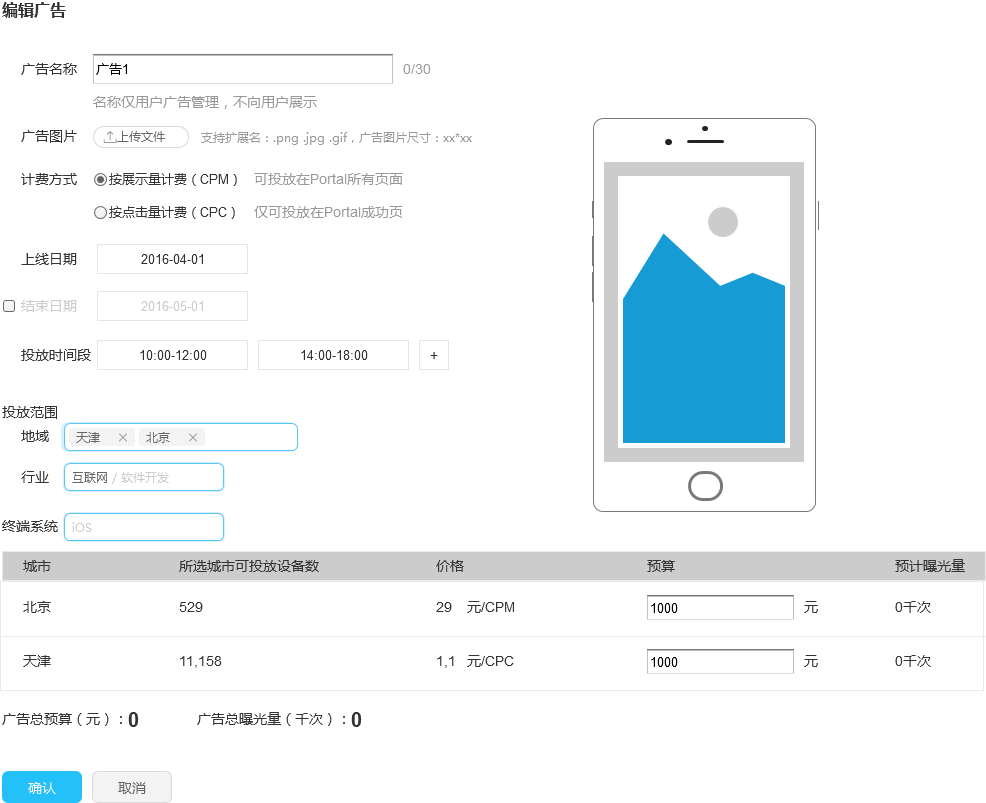 编辑广告
广告名称 广告1 0/30
名称仅用户广告管理，不向用户展示
广告图片 上传文件 支持扩展名：.png .jpg .gif，广告图片尺寸：xx*xx
计费方式 按展示量计费（CPM） 可投放在Portal所有页面
按点击量计费（CPC） 仅可投放在Portal成功页
上线日期 2016-04-01
结束日期 2016-05-01
投放时间段 10:00-12:00 14:00-18:00 +
投放范围
地域 天津 × 北京 ×
行业 互联网 / 软件开发
终端系统 iOS
城市 所选城市可投放设备数 价格 预算 预计曝光量
北京 529 29 元/CPM 1000 元 0千次
天津 11,158 1,1 元/CPC 1000 元 0千次
广告总预算（元）：0 广告总曝光量（千次）：0
确认 取消